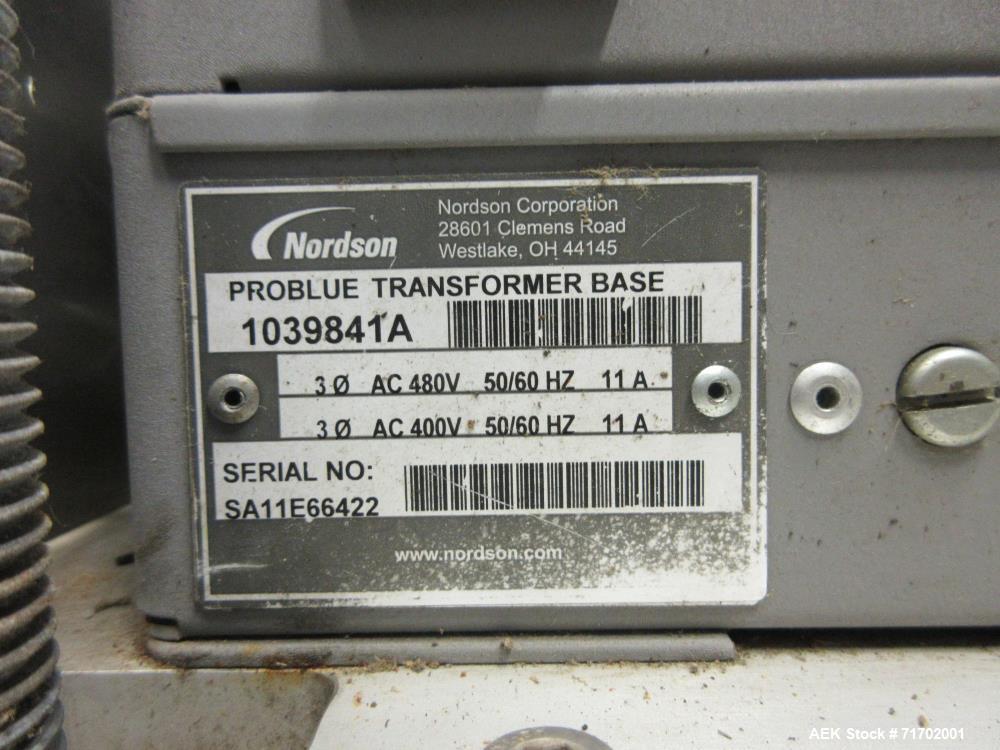 Nordson
Nordson Corporation
28601 Clemens Road
Westlake, OH 44145
PROBLUE TRANSFORMER BASE
1039841A
3 Ø AC 480V 50/60 HZ 11 A
3 Ø AC 400V 50/60 HZ 11 A
SERIAL NO:
SA11E66422
www.nordson.com
AEK Stock #71702001